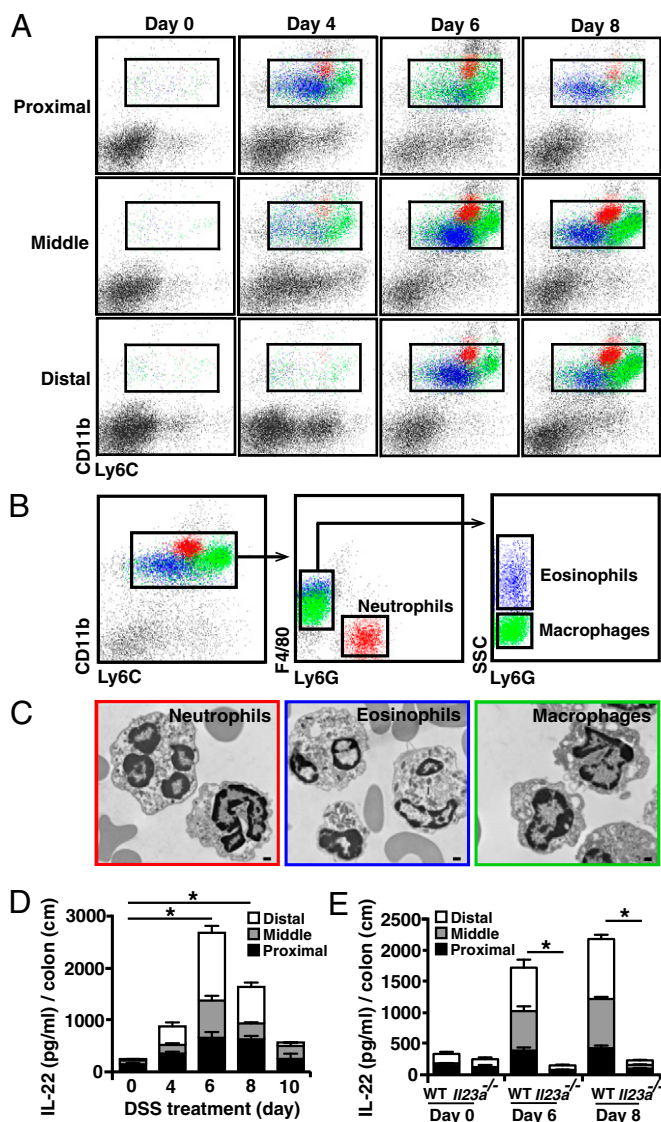 A
Day 0 Day 4 Day 6 Day 8
Proximal
Middle
Distal
CD11b
Ly6C
B
CD11b
Ly6C
F4/80
Neutrophils
Ly6G
SSC
Eosinophils
Macrophages
Ly6G
C
Neutrophils Eosinophils Macrophages
D
IL-22 (pg/ml) / colon (cm)
3000
2000
1000
0
* *
Distal
Middle
Proximal
0 4 6 8 10
DSS treatment (day)
E
IL-22 (pg/ml) / colon (cm)
2500
2000
1500
1000
500
0
Distal
Middle
Proximal
* *
WT Il23a-/- WT Il23a-/- WT Il23a-/-
Day 0 Day 6 Day 8